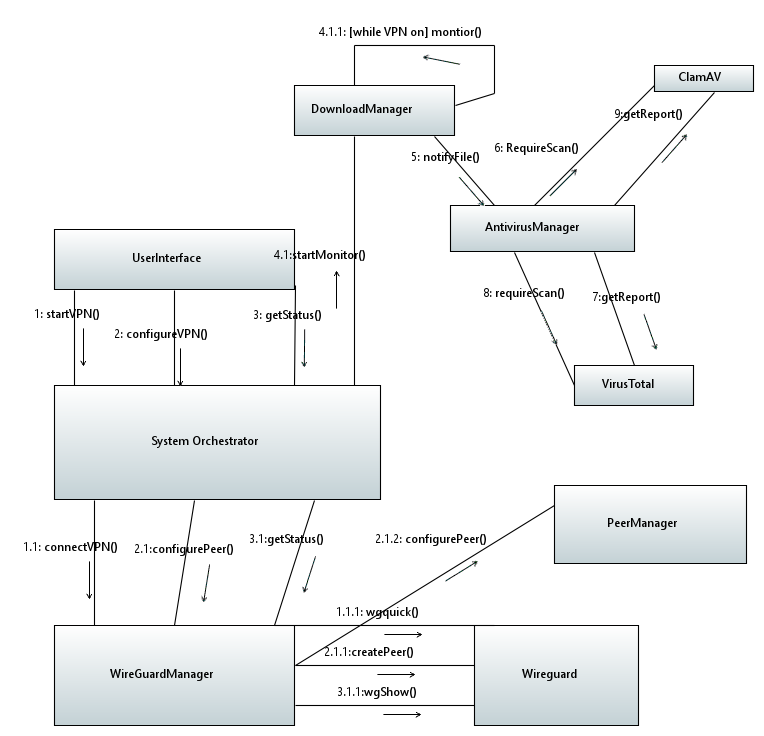 4.1.1: [while VPN on] montior()
ClamAV
DownloadManager
9:getReport()
6: RequireScan()
5: notifyFile()
AntivirusManager
UserInterface
4.1:startMonitor()
8: requireScan()
7:getReport()
1: startVPN()
3: getStatus()
2: configureVPN()
VirusTotal
System Orchestrator
PeerManager
3.1:getStatus()
2.1.2: configurePeer()
1.1: connectVPN()
2.1:configurePeer()
1.1.1: wgquick()
2.1.1:createPeer()
WireGuardManager
Wireguard
3.1.1:wgShow()